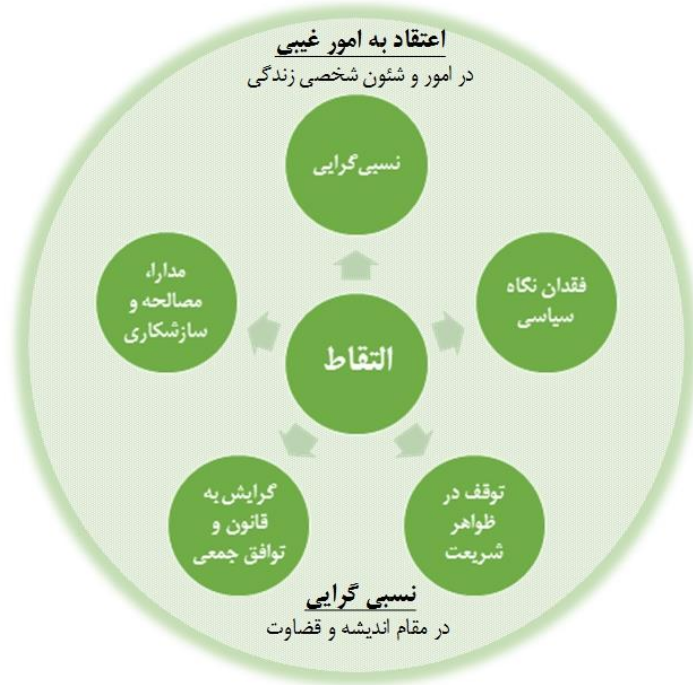 اعتقاد به امور غیبی
در امور و شئون شخصی زندگی
نسبی‌گرایی
فقدان نگاه
سیاسی
مدارا،
مصالحه و
سازشکاری
التقاط
توقف در
ظواهر
شریعت
گرایش به
قانون و
توافق جمعی
نسبی گرایی
در مقام اندیشه و قضاوت